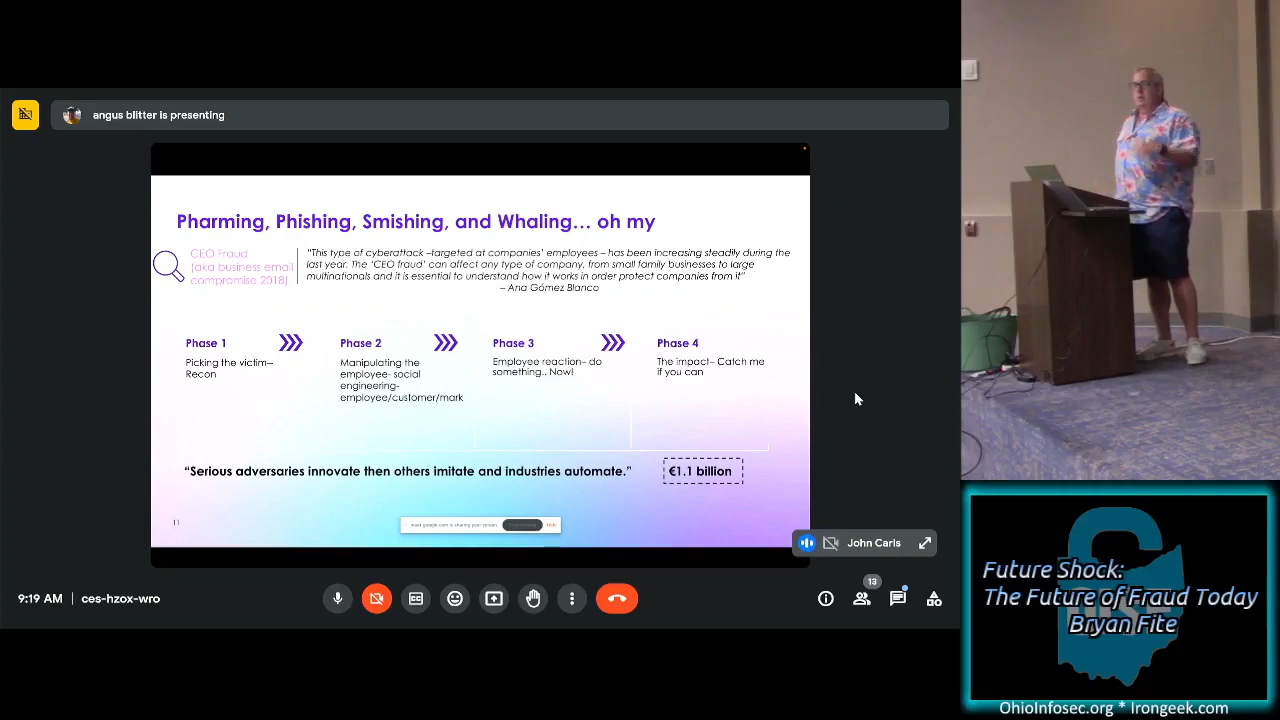 angus blitter is presenting
Pharming, Phishing, Smishing, and Whaling... oh my
CEO Fraud
(aka business email
compromise 2018)
"This type of cyberattack –targeted at companies' employees – has been increasing steadily during the
last year. The 'CEO fraud' can affect any type of company, from small family businesses to large
multinationals and it is essential to understand how it works in order protect companies from it"
– Ana Gómez Blanco
Phase 1
Picking the victim–
Recon
Phase 2
Manipulating the
employee- social
engineering-
employee/customer/mark
Phase 3
Employee reaction– do
something.. Now!
Phase 4
The impact– Catch me
if you can
"Serious adversaries innovate then others imitate and industries automate."
€1.1 billion
11
meet.google.com is sharing your screen
John Carls
9:19 AM | ces-hzox-wro
13
Future Shock:
The Future of Fraud Today
Bryan Fite
OhioInfosec.org * Irongeek.com